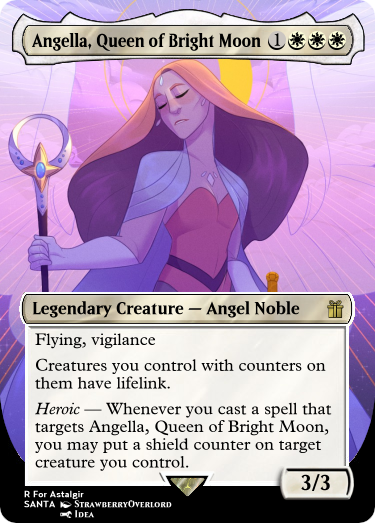 Angella, Queen of Bright Moon 1
Legendary Creature — Angel Noble
Flying, vigilance
Creatures you control with counters on
them have lifelink.
Heroic — Whenever you cast a spell that
targets Angella, Queen of Bright Moon,
you may put a shield counter on target
creature you control.
3/3
R For Astalgir
SANTA StrawberryOverlord
Idea